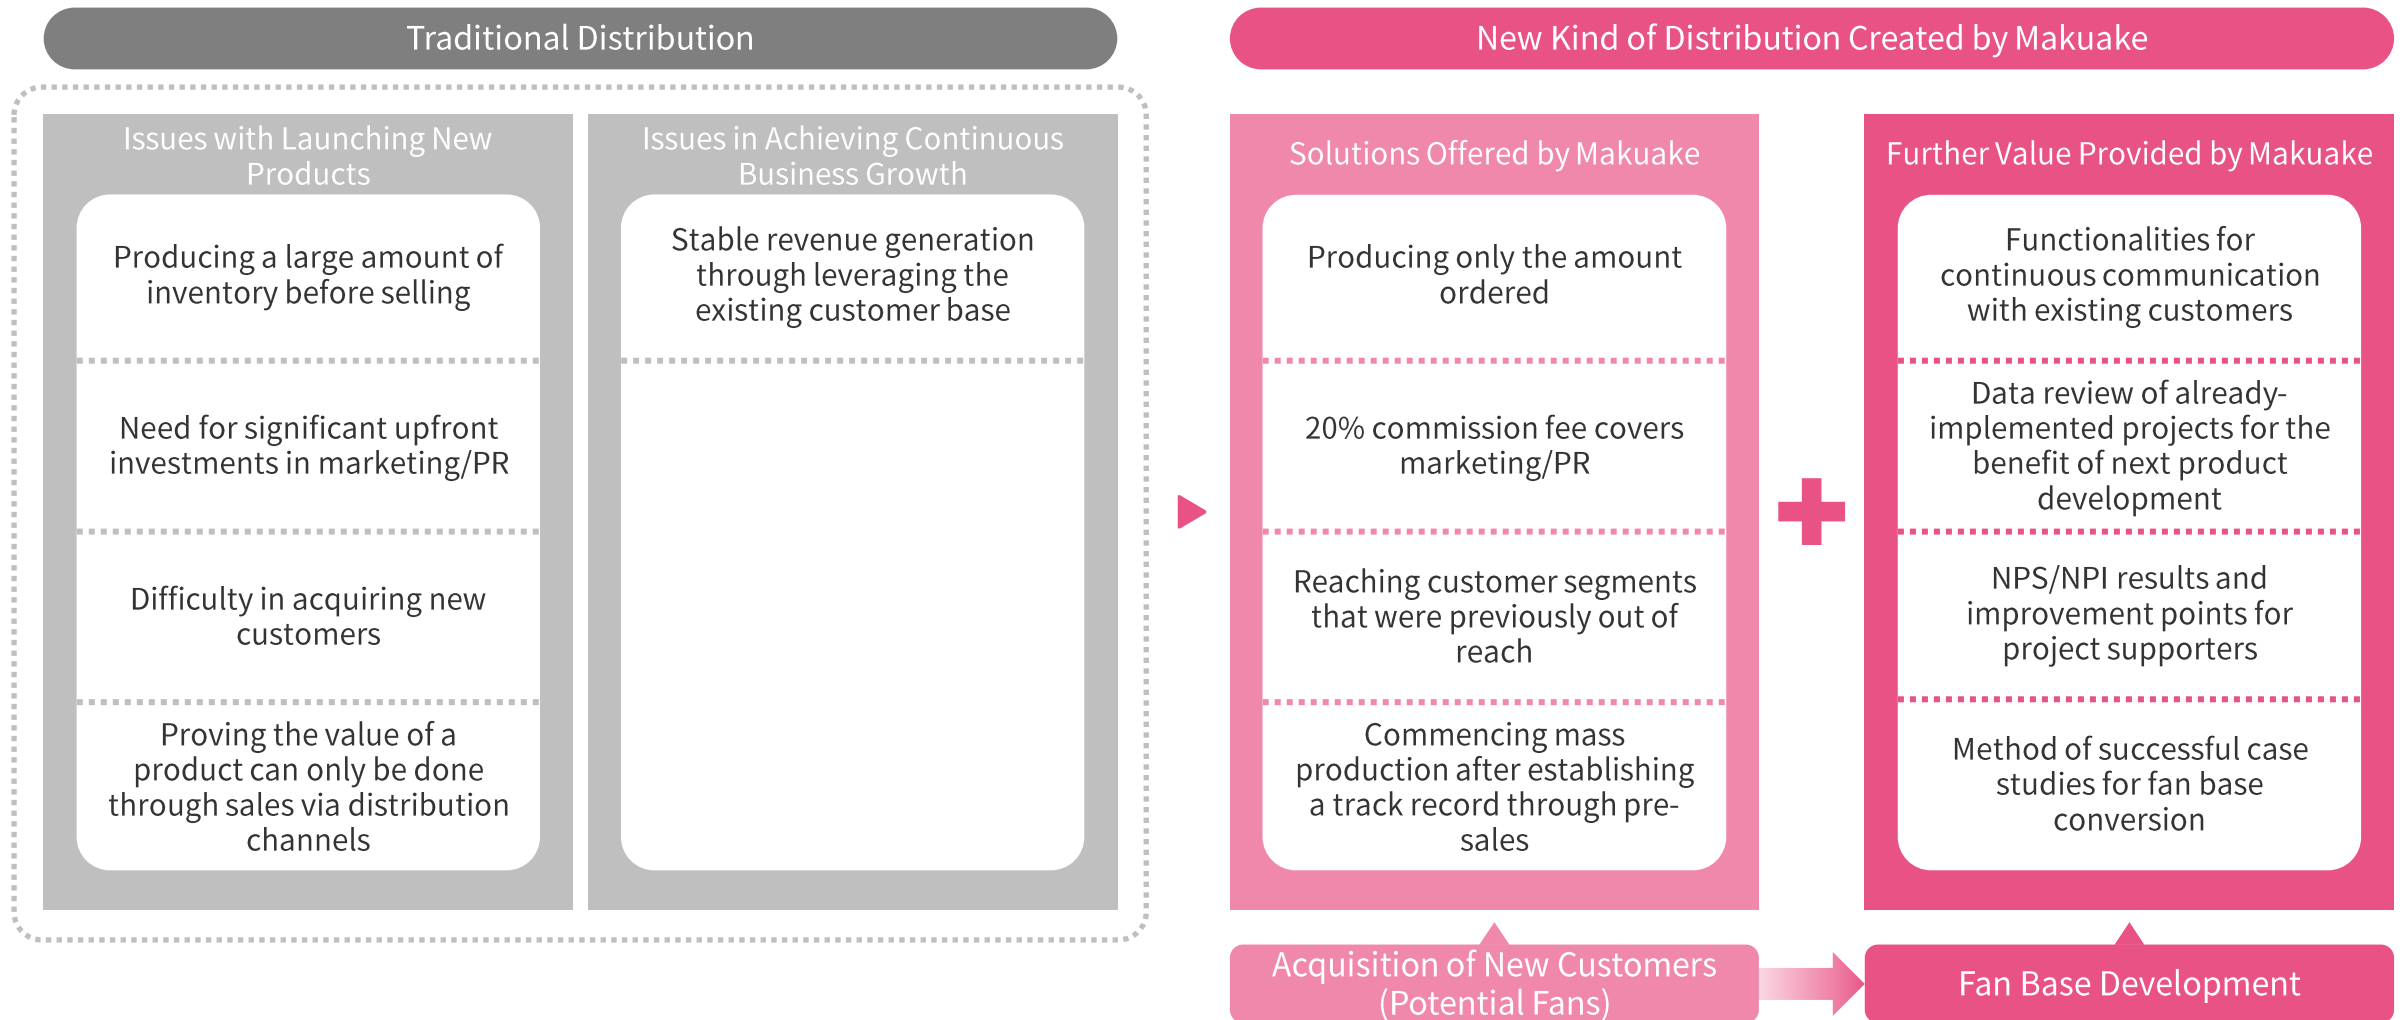 Traditional Distribution
New Kind of Distribution Created by Makuake
Issues with Launching New
Products
Producing a large amount of
inventory before selling
Need for significant upfront
investments in marketing/PR
Difficulty in acquiring new
customers
Proving the value of a
product can only be done
through sales via distribution
channels
Issues in Achieving Continuous
Business Growth
Stable revenue generation
through leveraging the
existing customer base
Solutions Offered by Makuake
Producing only the amount
ordered
20% commission fee covers
marketing/PR
Reaching customer segments
that were previously out of
reach
Commencing mass
production after establishing
a track record through pre-
sales
Further Value Provided by Makuake
Functionalities for
continuous communication
with existing customers
Data review of already-
implemented projects for the
benefit of next product
development
NPS/NPI results and
improvement points for
project supporters
Method of successful case
studies for fan base
conversion
Acquisition of New Customers
(Potential Fans)
Fan Base Development